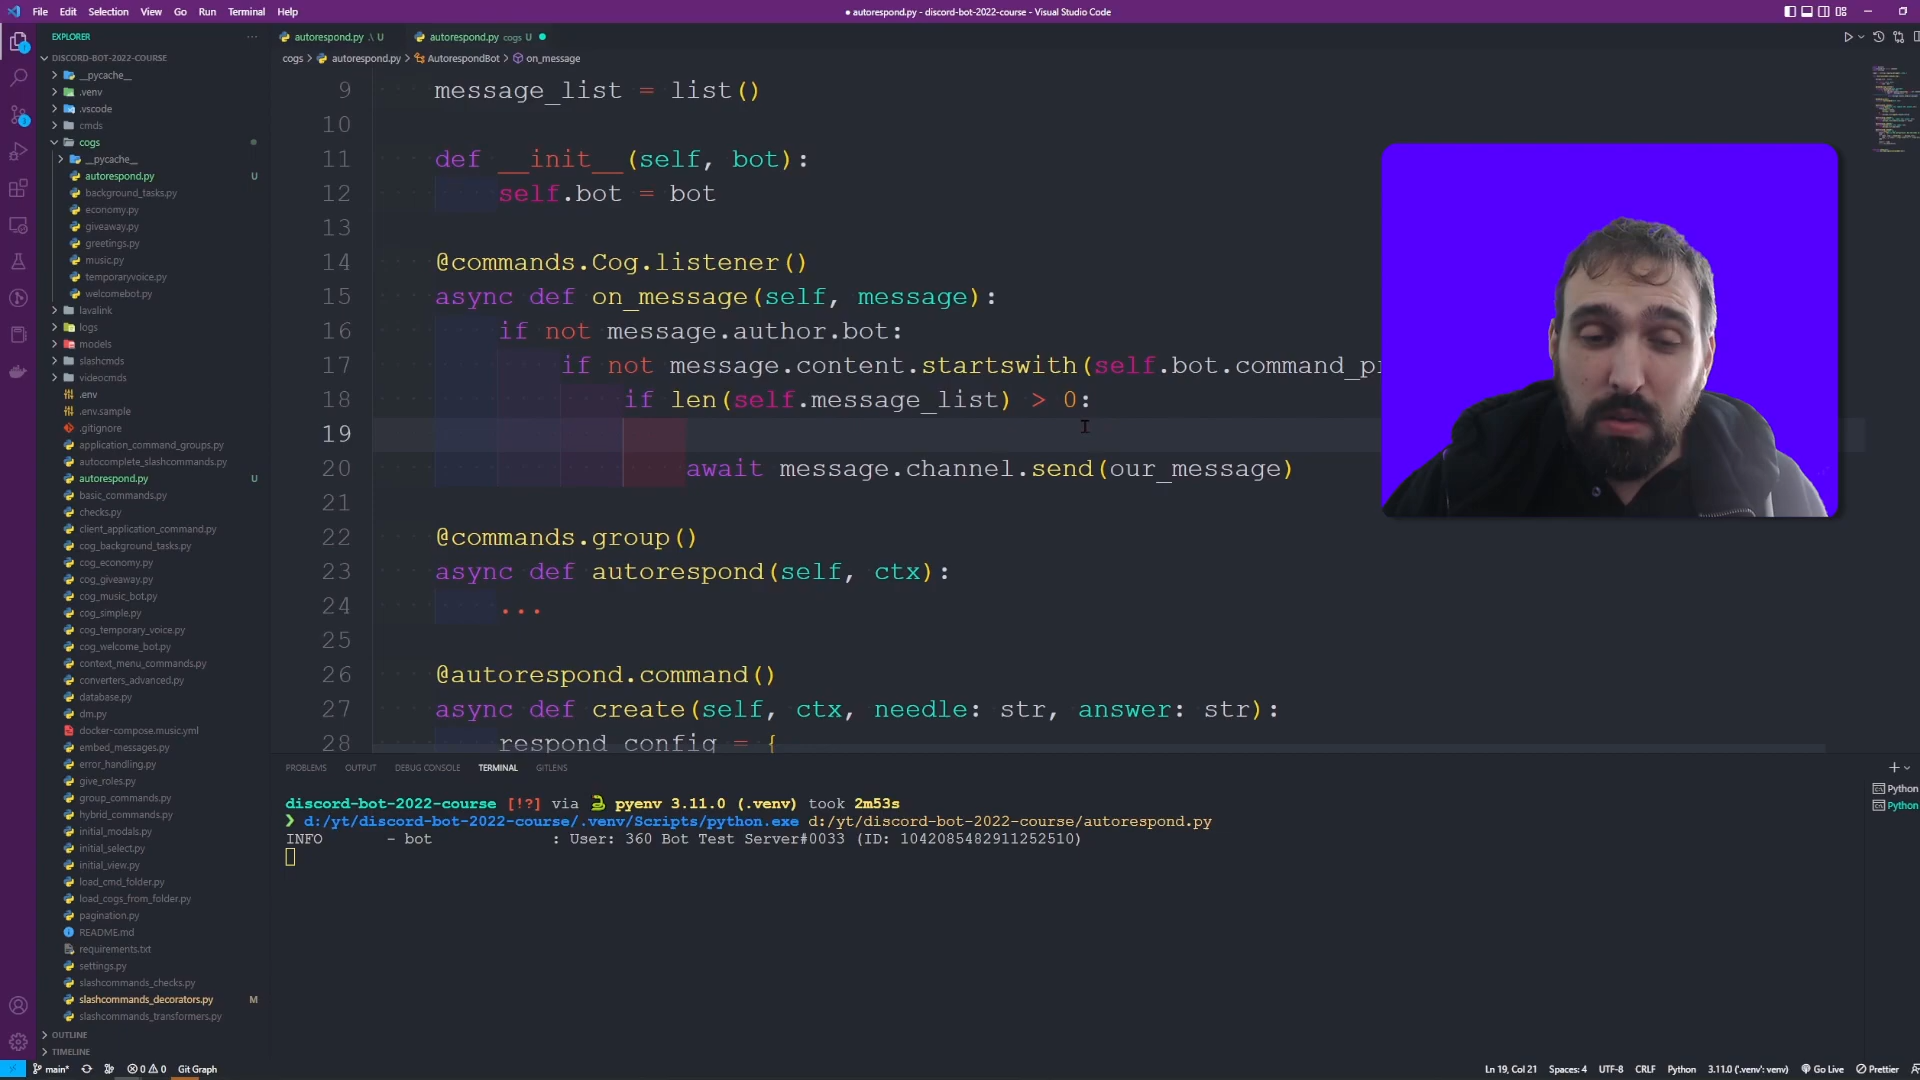 File Edit Selection View Go Run Terminal Help
● autorespond.py - discord-bot-2022-course - Visual Studio Code
EXPLORER ...
DISCORD-BOT-2022-COURSE
__pycache__
.venv
.vscode
cmds
cogs
__pycache__
autorespond.py U
background_tasks.py
economy.py
giveaway.py
greetings.py
music.py
temporaryvoice.py
welcomebot.py
lavalink
logs
models
slashcmds
videocmds
.env
.env.sample
.gitignore
application_command_groups.py
autocomplete_slashcommands.py
autorespond.py U
basic_commands.py
checks.py
client_application_command.py
cog_background_tasks.py
cog_economy.py
cog_giveaway.py
cog_music_bot.py
cog_simple.py
cog_temporary_voice.py
cog_welcome_bot.py
context_menu_commands.py
converters_advanced.py
database.py
dm.py
docker-compose.music.yml
embed_messages.py
error_handling.py
give_roles.py
group_commands.py
hybrid_commands.py
initial_modals.py
initial_select.py
initial_view.py
load_cmd_folder.py
load_cogs_from_folder.py
pagination.py
README.md
requirements.txt
settings.py
slashcommands_checks.py
slashcommands_decorators.py M
slashcommands_transformers.py
OUTLINE
TIMELINE
autorespond.py .\ U autorespond.py cogs U ●
cogs > autorespond.py > AutorespondBot > on_message
9 message_list = list()
10
11 def __init__(self, bot):
12 self.bot = bot
13
14 @commands.Cog.listener()
15 async def on_message(self, message):
16 if not message.author.bot:
17 if not message.content.startswith(self.bot.command_pr
18 if len(self.message_list) > 0:
19
20 await message.channel.send(our_message)
21
22 @commands.group()
23 async def autorespond(self, ctx):
24 ...
25
26 @autorespond.command()
27 async def create(self, ctx, needle: str, answer: str):
28 respond_config = {
PROBLEMS OUTPUT DEBUG CONSOLE TERMINAL GITLENS
Python
Python
discord-bot-2022-course [!?] via pyenv 3.11.0 (.venv) took 2m53s
❯ d:/yt/discord-bot-2022-course/.venv/Scripts/python.exe d:/yt/discord-bot-2022-course/autorespond.py
INFO - bot : User: 360 Bot Test Server#0033 (ID: 1042085482911252510)
main* 0 0 Git Graph Ln 19, Col 21 Spaces: 4 UTF-8 CRLF Python 3.11.0 ('.venv': venv) Go Live Prettier